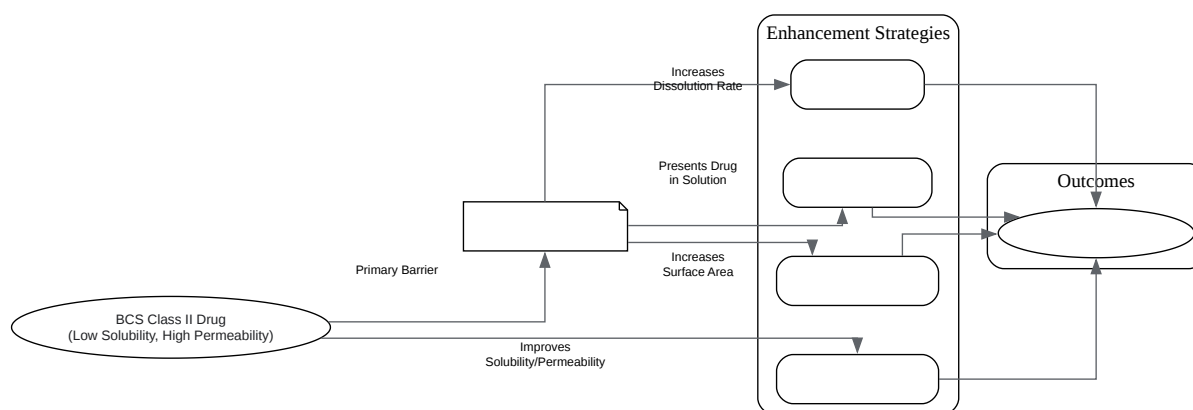 Enhancement Strategies
Increases
Dissolution Rate
Presents Drug
in Solution
Outcomes
Increases
Surface Area
Primary Barrier
BCS Class II Drug
(Low Solubility, High Permeability)
Improves
Solubility/Permeability